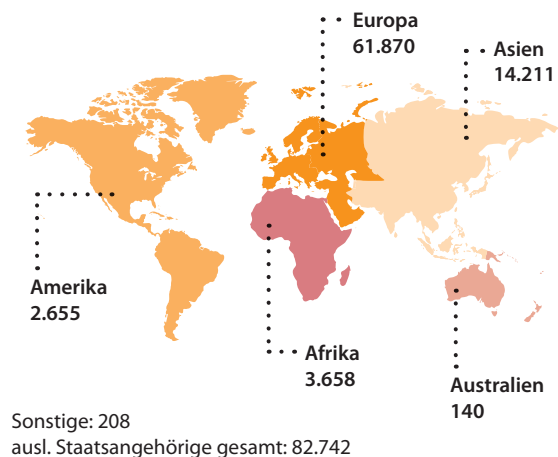 Europa
61.870
Asien
14.211
Amerika
2.655
Afrika
3.658
Australien
140
Sonstige: 208
ausl. Staatsangehörige gesamt: 82.742